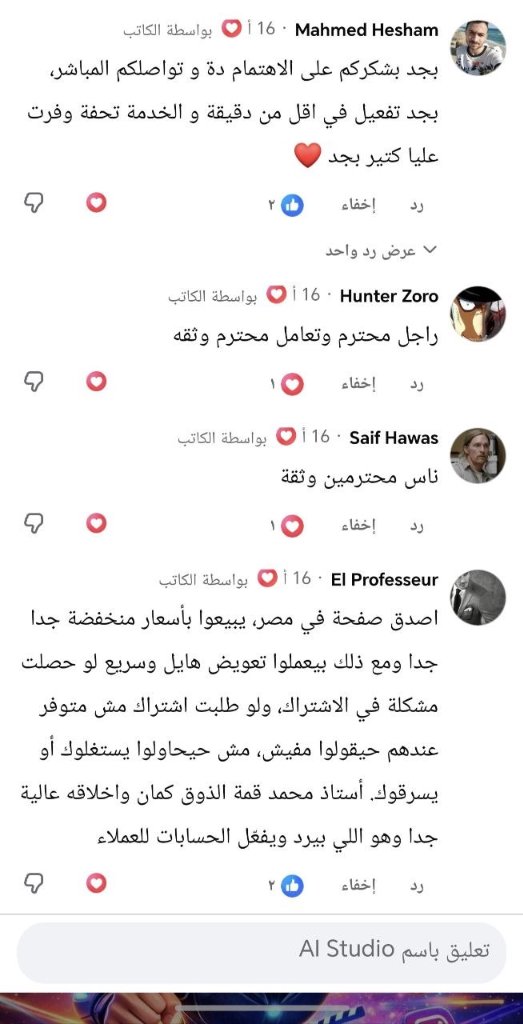 Mahmed Hesham · 16 أ بواسطة الكاتب
بجد بشكركم على الاهتمام دة و تواصلكم المباشر،
بجد تفعيل في اقل من دقيقة و الخدمة تحفة وفرت
عليا كتير بجد ❤️
رد إخفاء ٢
عرض رد واحد
Hunter Zoro · 16 أ بواسطة الكاتب
راجل محترم وتعامل محترم وثقه
رد إخفاء ١
Saif Hawas · 16 أ بواسطة الكاتب
ناس محترمين وثقة
رد إخفاء ١
El Professeur · 16 أ بواسطة الكاتب
اصدق صفحة في مصر، يبيعوا بأسعار منخفضة جدا
جدا ومع ذلك بيعملوا تعويض هايل وسريع لو حصلت
مشكلة في الاشتراك، ولو طلبت اشتراك مش متوفر
عندهم حيقولوا مفيش، مش حيحاولوا يستغلوك أو
يسرقوك. أستاذ محمد قمة الذوق كمان واخلاقه عالية
جدا وهو اللي بيرد ويفعّل الحسابات للعملاء
رد إخفاء ٢
تعليق باسم AI Studio